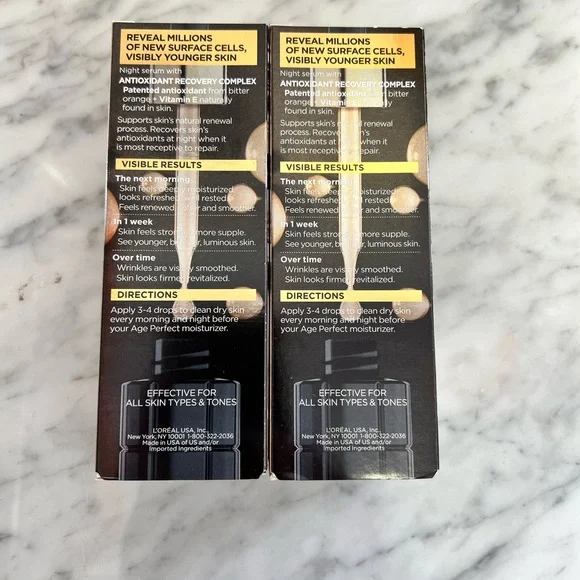 REVEAL MILLIONS
OF NEW SURFACE CELLS,
VISIBLY YOUNGER SKIN
Night serum with
ANTIOXIDANT RECOVERY COMPLEX
Patented antioxidant from bitter
orange + Vitamin E naturally
found in skin.
Supports skin's natural renewal
process. Recovers skin's
antioxidants at night when it
is most receptive to repair.
VISIBLE RESULTS
The next morning
Skin feels deeply moisturized,
looks refreshed, well rested.
Feels renewed, softer and smoother.
In 1 week
Skin feels stronger, more supple.
See younger, brighter, luminous skin.
Over time
Wrinkles are visibly smoothed.
Skin looks firmer, revitalized.
DIRECTIONS
Apply 3-4 drops to clean dry skin
every morning and night before
your Age Perfect moisturizer.
EFFECTIVE FOR
ALL SKIN TYPES & TONES
L'ORÉAL USA, Inc.
New York, NY 10001 1-800-322-2036
Made in USA of US and/or
Imported Ingredients
REVEAL MILLIONS
OF NEW SURFACE CELLS,
VISIBLY YOUNGER SKIN
Night serum with
ANTIOXIDANT RECOVERY COMPLEX
Patented antioxidant from bitter
orange + Vitamin E naturally
found in skin.
Supports skin's natural renewal
process. Recovers skin's
antioxidants at night when it
is most receptive to repair.
VISIBLE RESULTS
The next morning
Skin feels deeply moisturized,
looks refreshed, well rested.
Feels renewed, softer and smoother.
In 1 week
Skin feels stronger, more supple.
See younger, brighter, luminous skin.
Over time
Wrinkles are visibly smoothed.
Skin looks firmer, revitalized.
DIRECTIONS
Apply 3-4 drops to clean dry skin
every morning and night before
your Age Perfect moisturizer.
EFFECTIVE FOR
ALL SKIN TYPES & TONES
L'ORÉAL USA, Inc.
New York, NY 10001 1-800-322-2036
Made in USA of US and/or
Imported Ingredients